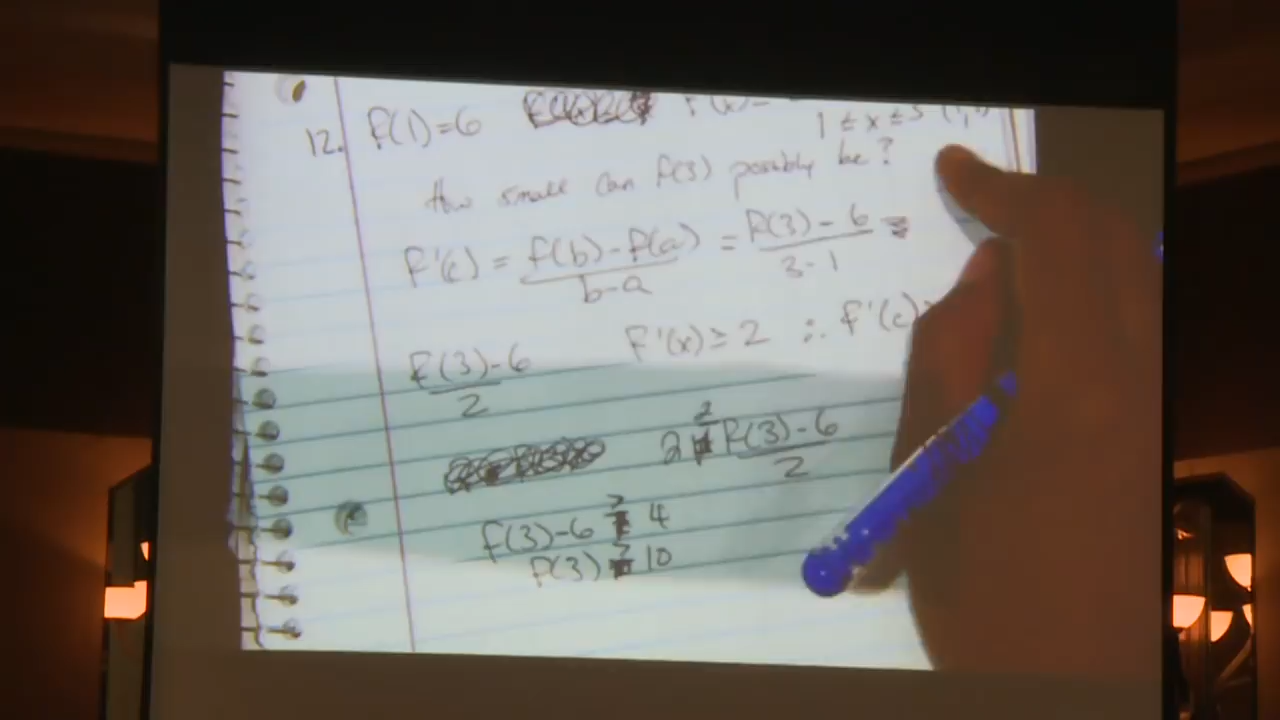 12. f(1)=6
1 ≤ x ≤ 3
How small can f(3) possibly be?
f'(c) = f(b)-f(a) / b-a = f(3)-6 / 3-1
f'(x) ≥ 2 ∴ f'(c)
f(3)-6 / 2
2 f(3)-6 / 2
f(3)-6 ≥ 4
f(3) ≥ 10